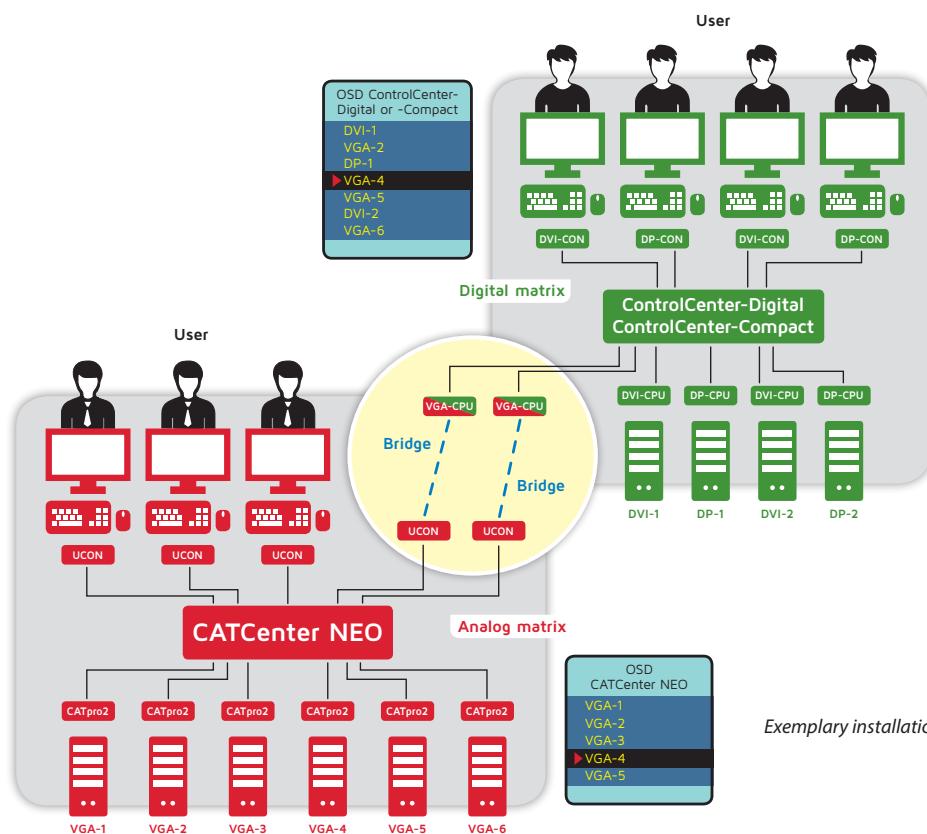 User
OSD ControlCenter-
Digital or -Compact
DVI-1
VGA-2
DP-1
VGA-4
VGA-5
DVI-2
VGA-6
DVI-CON
DP-CON
DVI-CON
DP-CON
Digital matrix
ControlCenter-Digital
ControlCenter-Compact
User
VGA-CPU
VGA-CPU
DVI-CPU
DP-CPU
DVI-CPU
DP-CPU
Bridge
Bridge
DVI-1
DP-1
DVI-2
DP-2
UCON
UCON
UCON
UCON
UCON
CATCenter NEO
Analog matrix
OSD
CATCenter NEO
VGA-1
VGA-2
VGA-3
VGA-4
VGA-5
CATpro2
CATpro2
CATpro2
CATpro2
CATpro2
CATpro2
Exemplary installatio
VGA-1
VGA-2
VGA-3
VGA-4
VGA-5
VGA-6